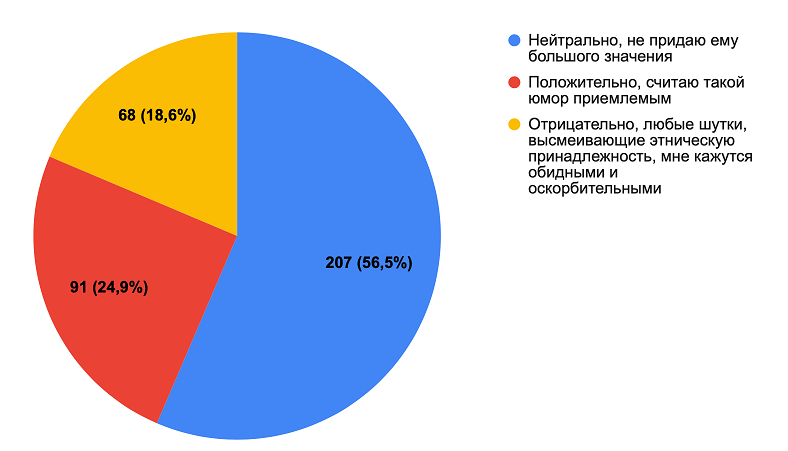 68 (18,6%)
207 (56,5%)
91 (24,9%)
Нейтрально, не придаю ему
большого значения
Положительно, считаю такой
юмор приемлемым
Отрицательно, любые шутки,
высмеивающие этническую
принадлежность, мне кажутся
обидными и
оскорбительными